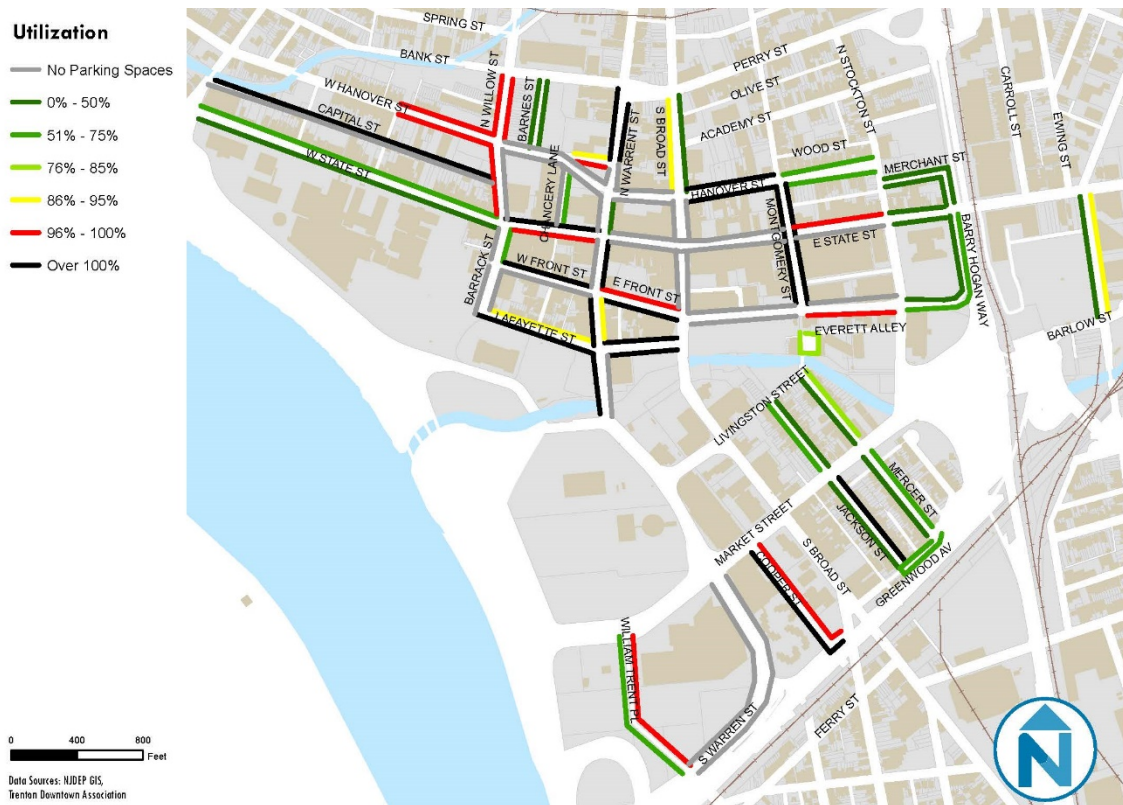 Utilization
No Parking Spaces
0% - 50%
51% - 75%
76% - 85%
86% - 95%
96% - 100%
Over 100%
SPRING ST
BANK ST
W HANOVER ST
CAPITAL ST
W STATE ST
N WILLOW ST
BARNES ST
CHANCERY LANE
N WARRENT ST
S BROAD ST
PERRY ST
OLIVE ST
ACADEMY ST
N STOCKTON ST
WOOD ST
MERCHANT ST
HANOVER ST
MONTGOMERY ST
E STATE ST
BARRY HOGAN WAY
CARROLL ST
EWING ST
BARLOW ST
BARRACK ST
W FRONT ST
E FRONT ST
LAFAYETTE ST
EVERETT ALLEY
LIVINGSTON STREET
MERCER ST
JACKSON ST
MARKET STREET
S BROAD ST
COOPER ST
GREENWOOD AV
WILLIAM TRENT PL
S WARREN ST
FERRY ST
0 400 800
Feet
Data Sources: NJDEP GIS,
Trenton Downtown Association
N